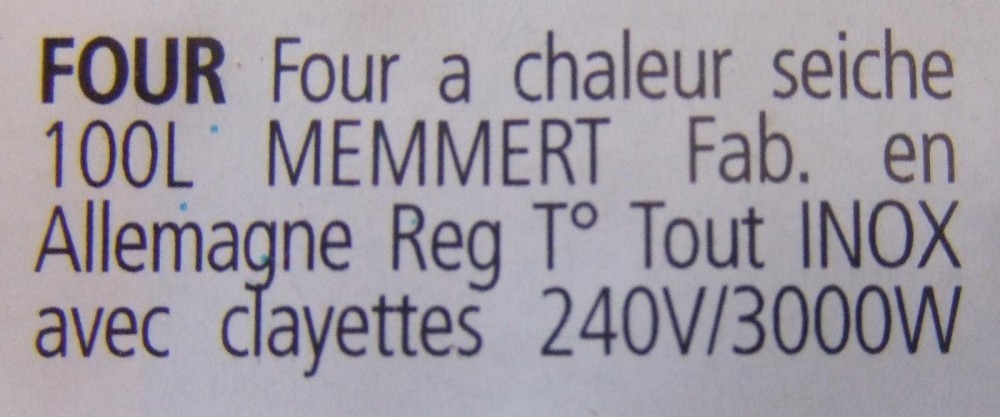 FOUR Four a chaleur seiche
100L MEMMERT Fab. en
Allemagne Reg T° Tout INOX
avec clayettes 240V/3000W